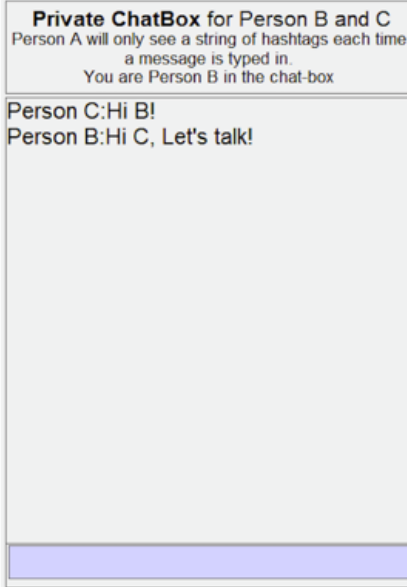 Private ChatBox for Person B and C
Person A will only see a string of hashtags each time
a message is typed in.
You are Person B in the chat-box
Person C:Hi B!
Person B:Hi C, Let's talk!